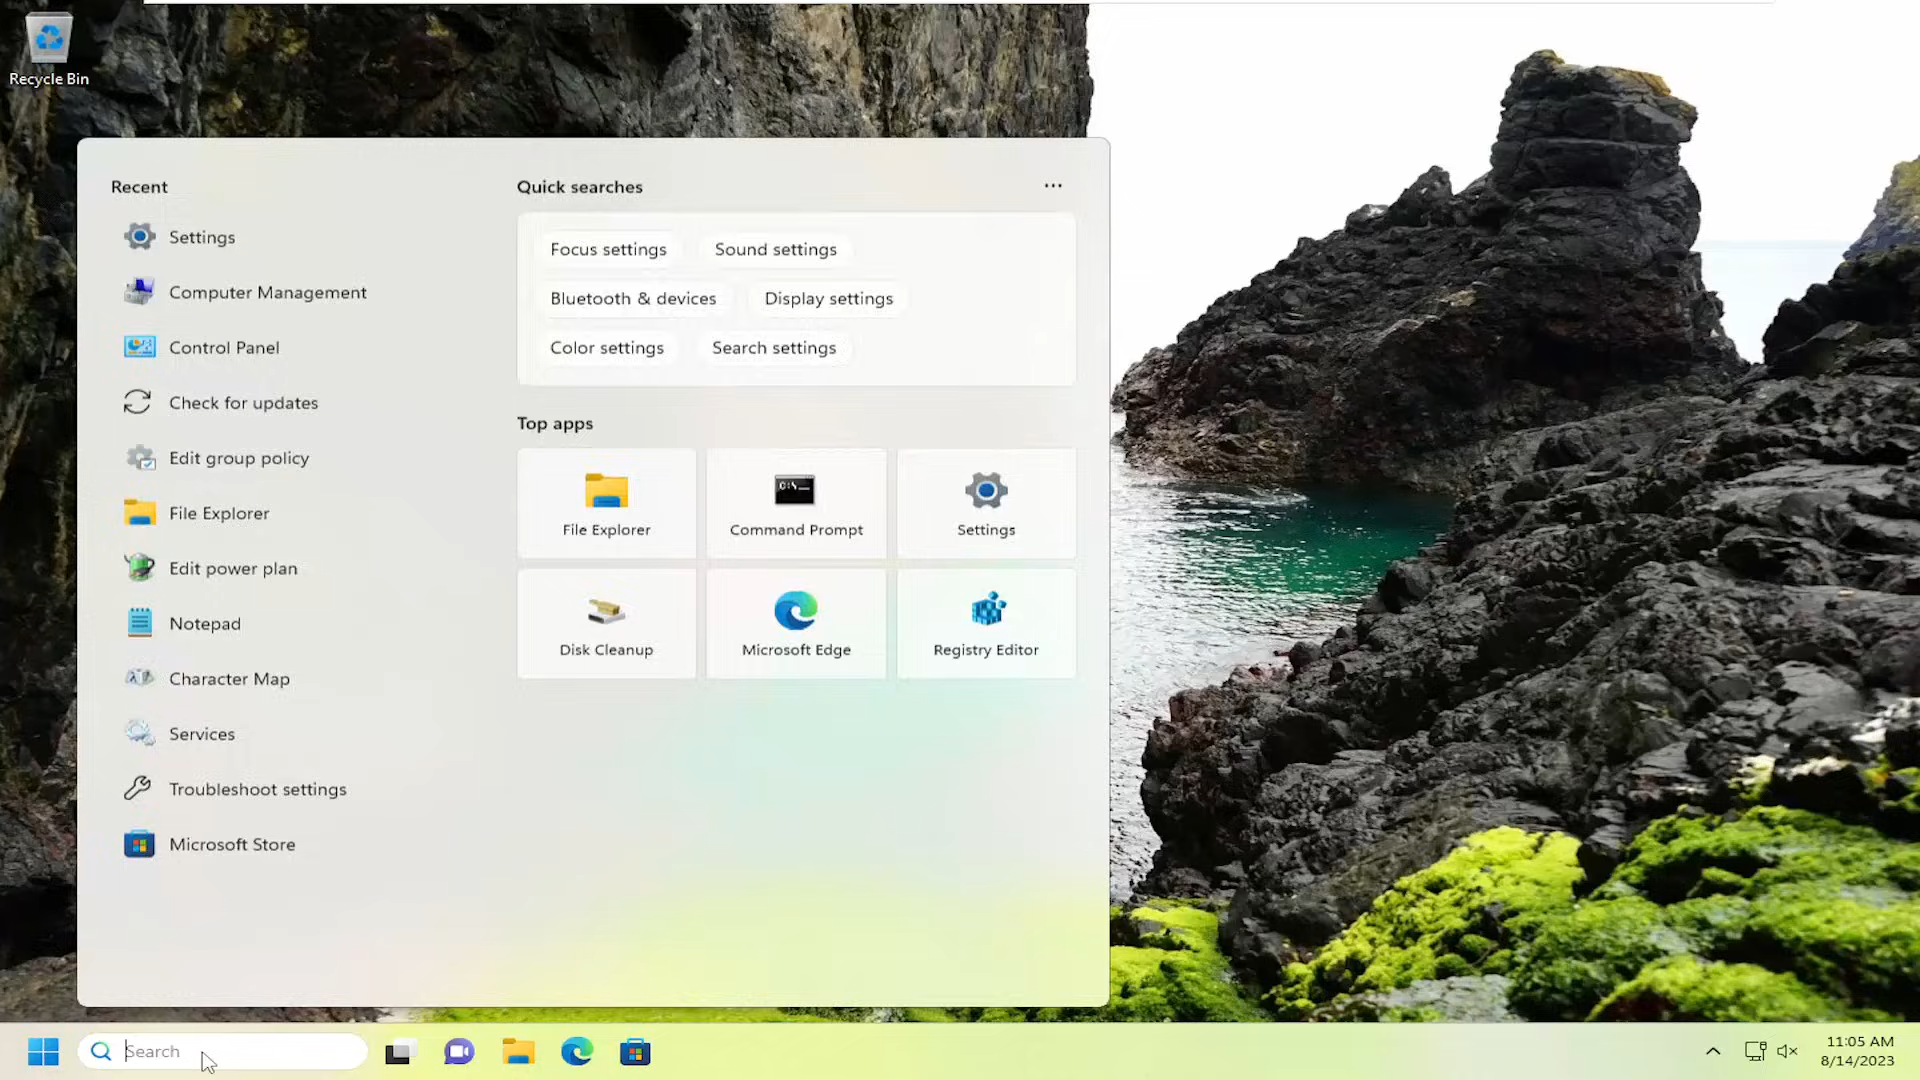 Recycle Bin
Recent
Settings
Computer Management
Control Panel
Check for updates
Edit group policy
File Explorer
Edit power plan
Notepad
Character Map
Services
Troubleshoot settings
Microsoft Store
Quick searches
Focus settings
Sound settings
Bluetooth & devices
Display settings
Color settings
Search settings
Top apps
File Explorer
Command Prompt
Settings
Disk Cleanup
Microsoft Edge
Registry Editor
Search
11:05 AM
8/14/2023